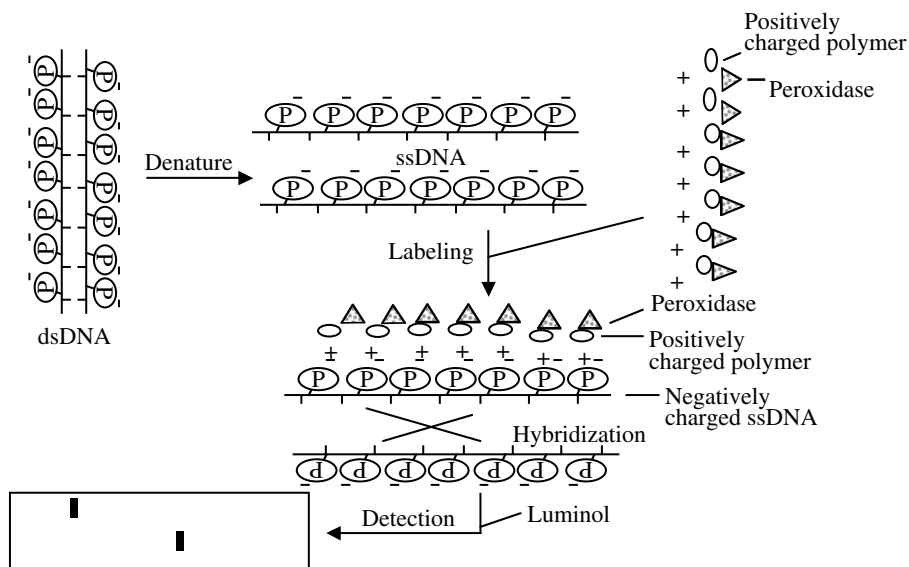 Positively
charged polymer
Peroxidase
P P P P P P P
ssDNA
Denature
P P P P P P P
P P P P P P P
P P P P P P P
dsDNA
Labeling
Peroxidase
Positively
charged polymer
P P P P P P P
Negatively
charged ssDNA
Hybridization
P P P P P P P
Detection
Luminol